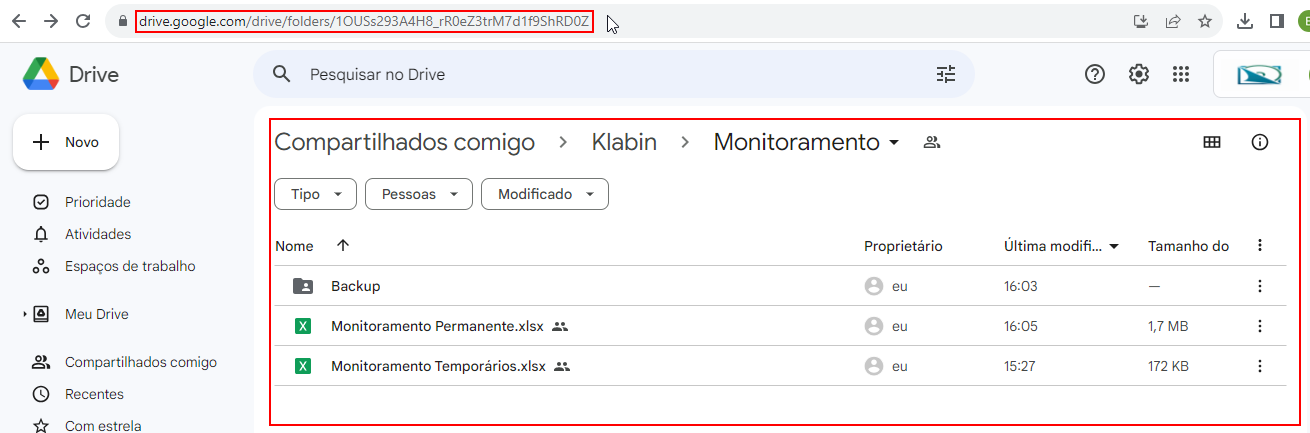 drive.google.com/drive/folders/1OUSs293A4H8_rR0eZ3trM7d1f9ShRD0Z
Drive
Pesquisar no Drive
Novo
Prioridade
Atividades
Espaços de trabalho
Meu Drive
Compartilhados comigo
Recentes
Com estrela
Compartilhados comigo > Klabin > Monitoramento
Tipo Pessoas Modificado
Nome Proprietário Última modifi... Tamanho do
Backup eu 16:03 —
Monitoramento Permanente.xlsx eu 16:05 1,7 MB
Monitoramento Temporários.xlsx eu 15:27 172 KB